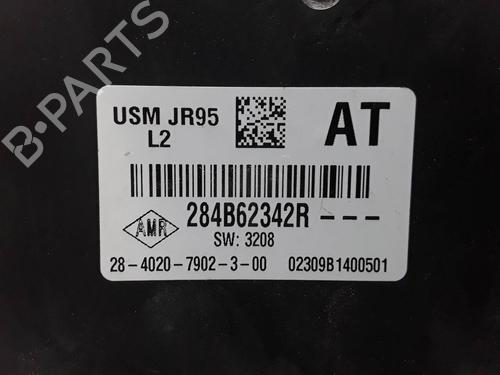 B-PARTS
USM JR95 AT
L2
284B62342R---
AMR SW: 3208
28-4020-7902-3-00 02309B1400501